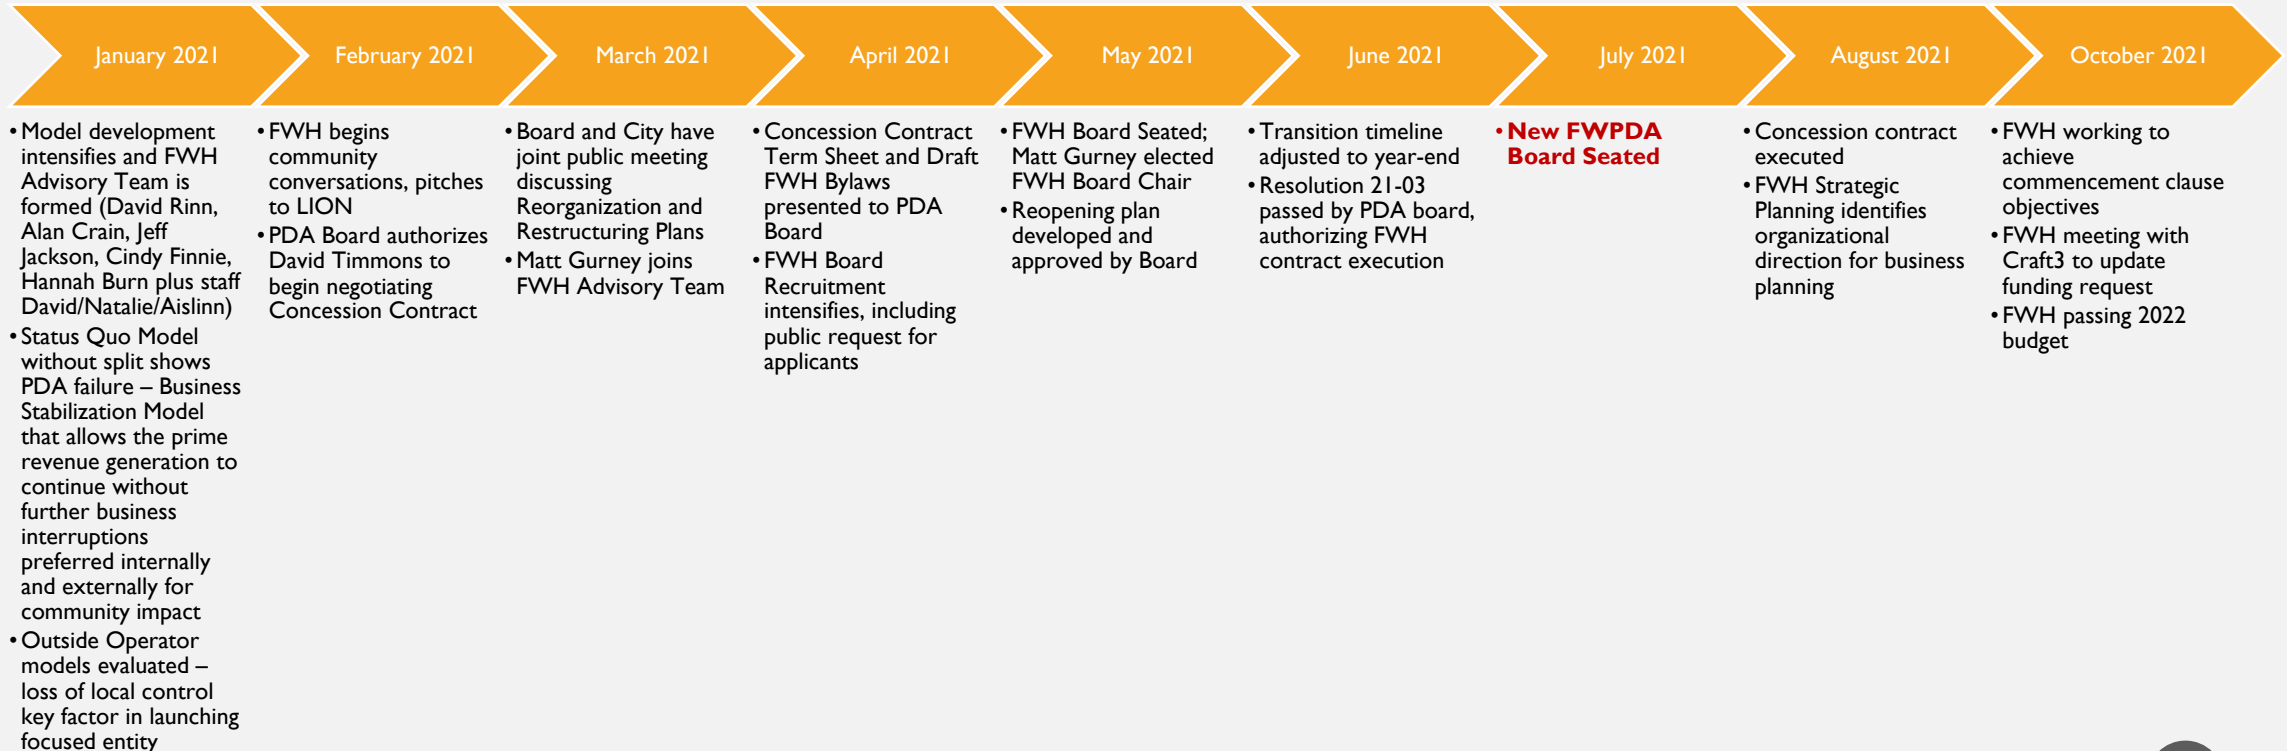 January 2021
February 2021
March 2021
April 2021
May 2021
June 2021
July 2021
August 2021
October 2021
•Model development
intensifies and FWH
Advisory Team is
formed (David Rinn,
Alan Crain, Jeff
Jackson, Cindy Finnie,
Hannah Burn plus staff
David/Natalie/Aislinn)
•Status Quo Model
without split shows
PDA failure – Business
Stabilization Model
that allows the prime
revenue generation to
continue without
further business
interruptions
preferred internally
and externally for
community impact
•Outside Operator
models evaluated –
loss of local control
key factor in launching
focused entity
•FWH begins
community
conversations, pitches
to LION
•PDA Board authorizes
David Timmons to
begin negotiating
Concession Contract
•Board and City have
joint public meeting
discussing
Reorganization and
Restructuring Plans
•Matt Gurney joins
FWH Advisory Team
•Concession Contract
Term Sheet and Draft
FWH Bylaws
presented to PDA
Board
•FWH Board
Recruitment
intensifies, including
public request for
applicants
•FWH Board Seated;
Matt Gurney elected
FWH Board Chair
•Reopening plan
developed and
approved by Board
•Transition timeline
adjusted to year-end
•Resolution 21-03
passed by PDA board,
authorizing FWH
contract execution
•New FWPDA
Board Seated
•Concession contract
executed
•FWH Strategic
Planning identifies
organizational
direction for business
planning
•FWH working to
achieve
commencement clause
objectives
•FWH meeting with
Craft3 to update
funding request
•FWH passing 2022
budget